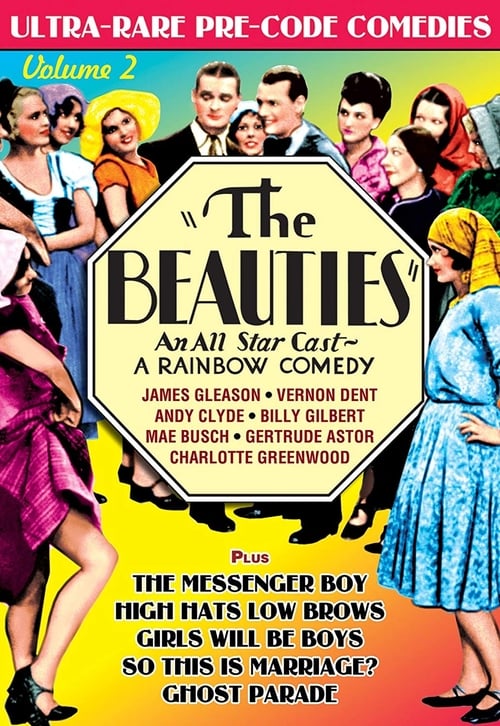 ULTRA-RARE PRE-CODE COMEDIES
Volume 2
"The
BEAUTIES"
An All Star Cast~
A RAINBOW COMEDY
JAMES GLEASON • VERNON DENT
ANDY CLYDE • BILLY GILBERT
MAE BUSCH • GERTRUDE ASTOR
CHARLOTTE GREENWOOD
PLUS
THE MESSENGER BOY
HIGH HATS LOW BROWS
GIRLS WILL BE BOYS
SO THIS IS MARRIAGE?
GHOST PARADE